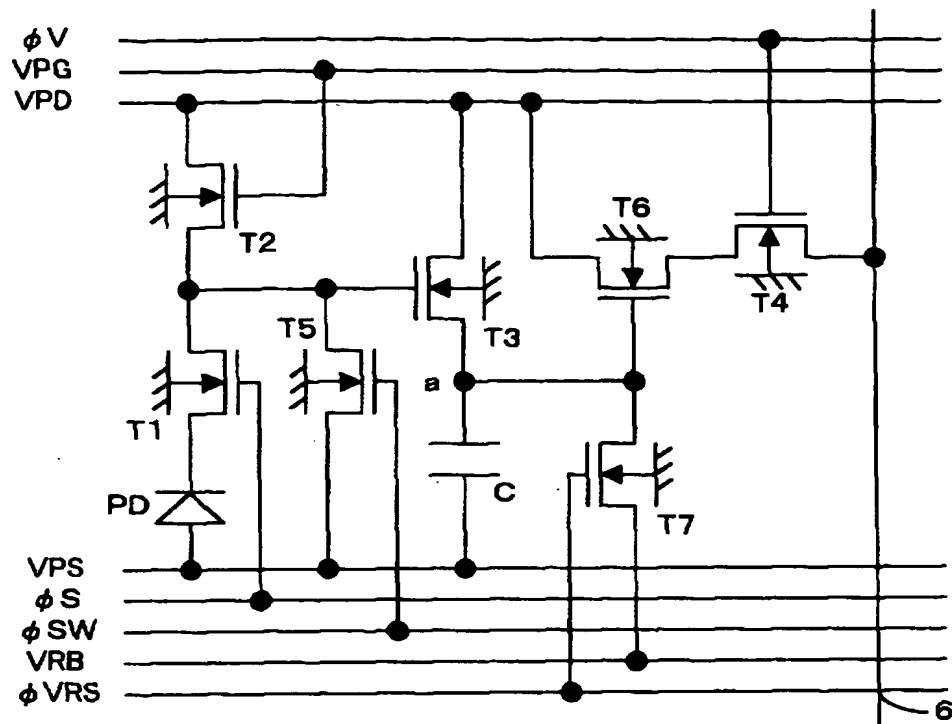 φV
VPG
VPD
T6
T2
T4
T5
T3
a
T1
C
PD
T7
VPS
φS
φSW
VRB
φVRS
6